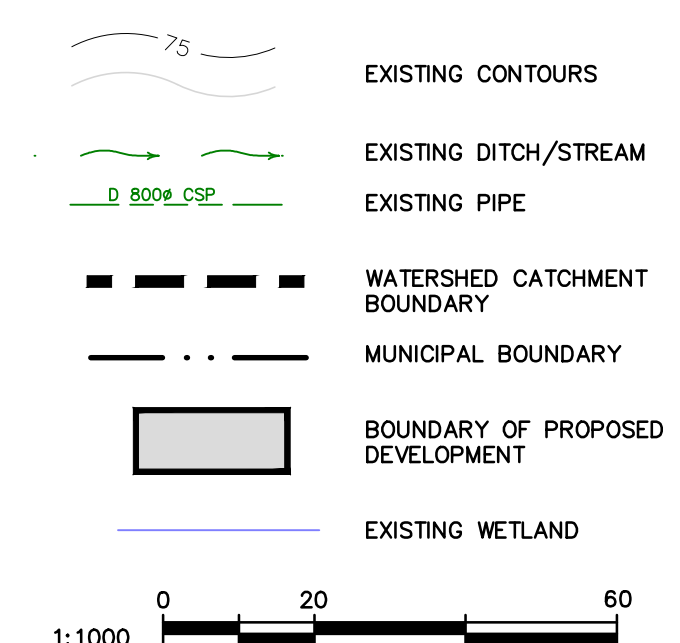 75
EXISTING CONTOURS
EXISTING DITCH/STREAM
D 800ø CSP
EXISTING PIPE
WATERSHED CATCHMENT
BOUNDARY
MUNICIPAL BOUNDARY
BOUNDARY OF PROPOSED
DEVELOPMENT
EXISTING WETLAND
0 20 60
1:1000